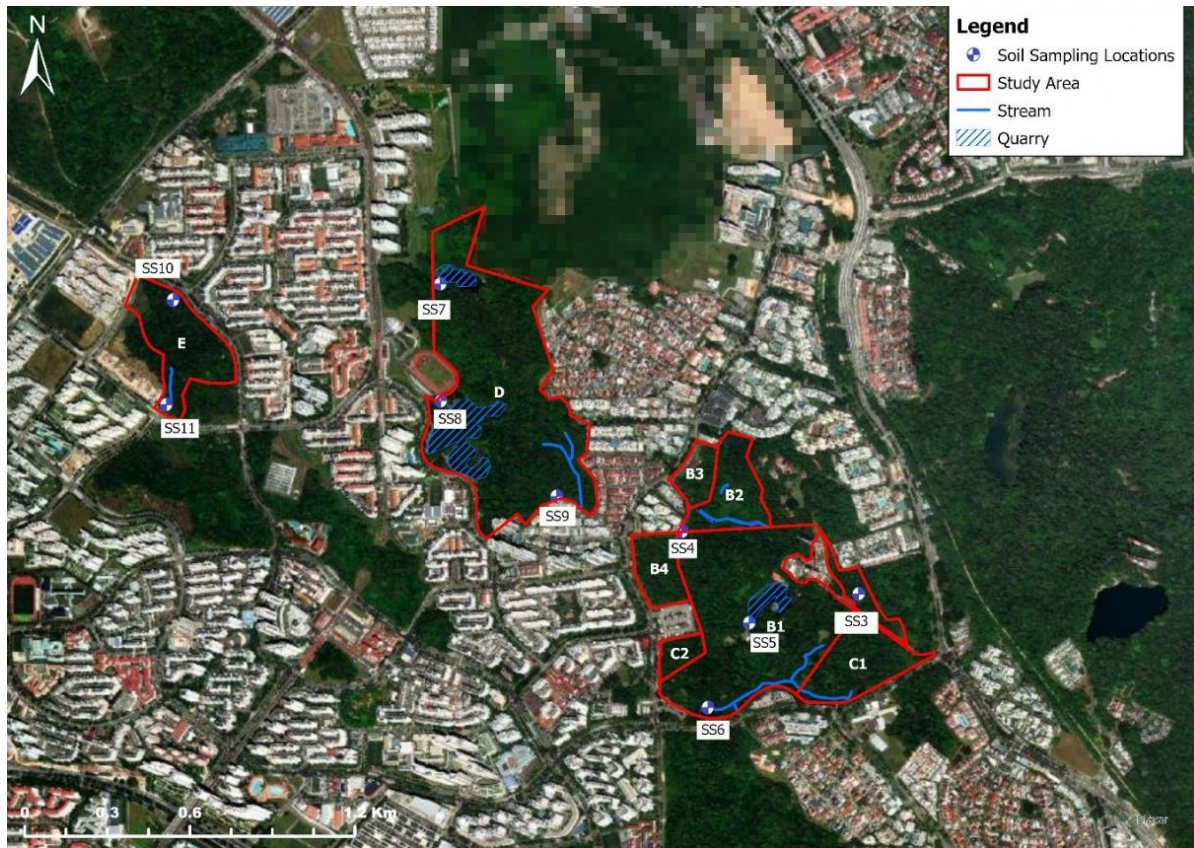 N
Legend
Soil Sampling Locations
Study Area
Stream
Quarry
SS10
SS7
E
D
SS8
SS11
B3
B2
SS9
SS4
B4
SS3
B1
SS5
C2
C1
SS6
0 0.3 0.6 1.2 Km